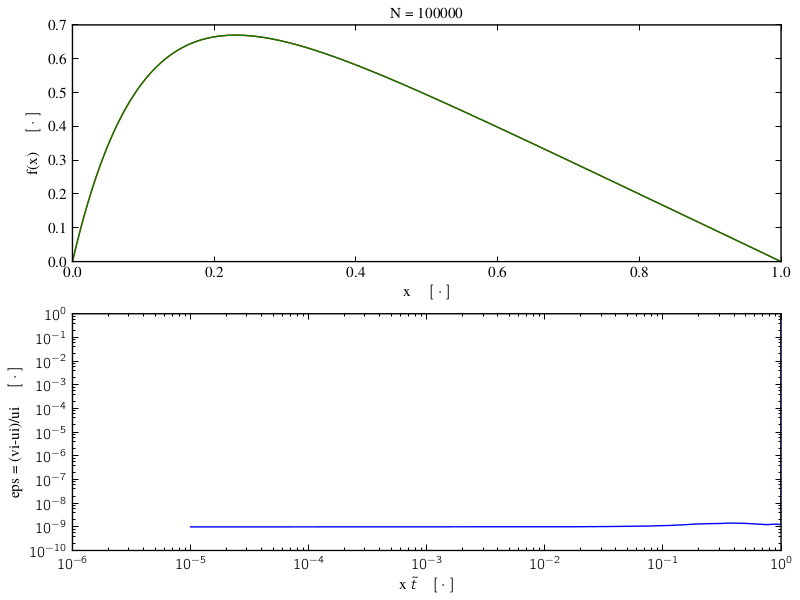 N = 100000
0.7
0.6
0.5
0.4
0.3
0.2
0.1
0.0
f(x) [ · ]
0.0 0.2 0.4 0.6 0.8 1.0
x [ · ]
10^0
10^-1
10^-2
10^-3
10^-4
10^-5
10^-6
10^-7
10^-8
10^-9
10^-10
eps = (vi-ui)/ui [ · ]
10^-6 10^-5 10^-4 10^-3 10^-2 10^-1 10^0
x t̃ [ · ]